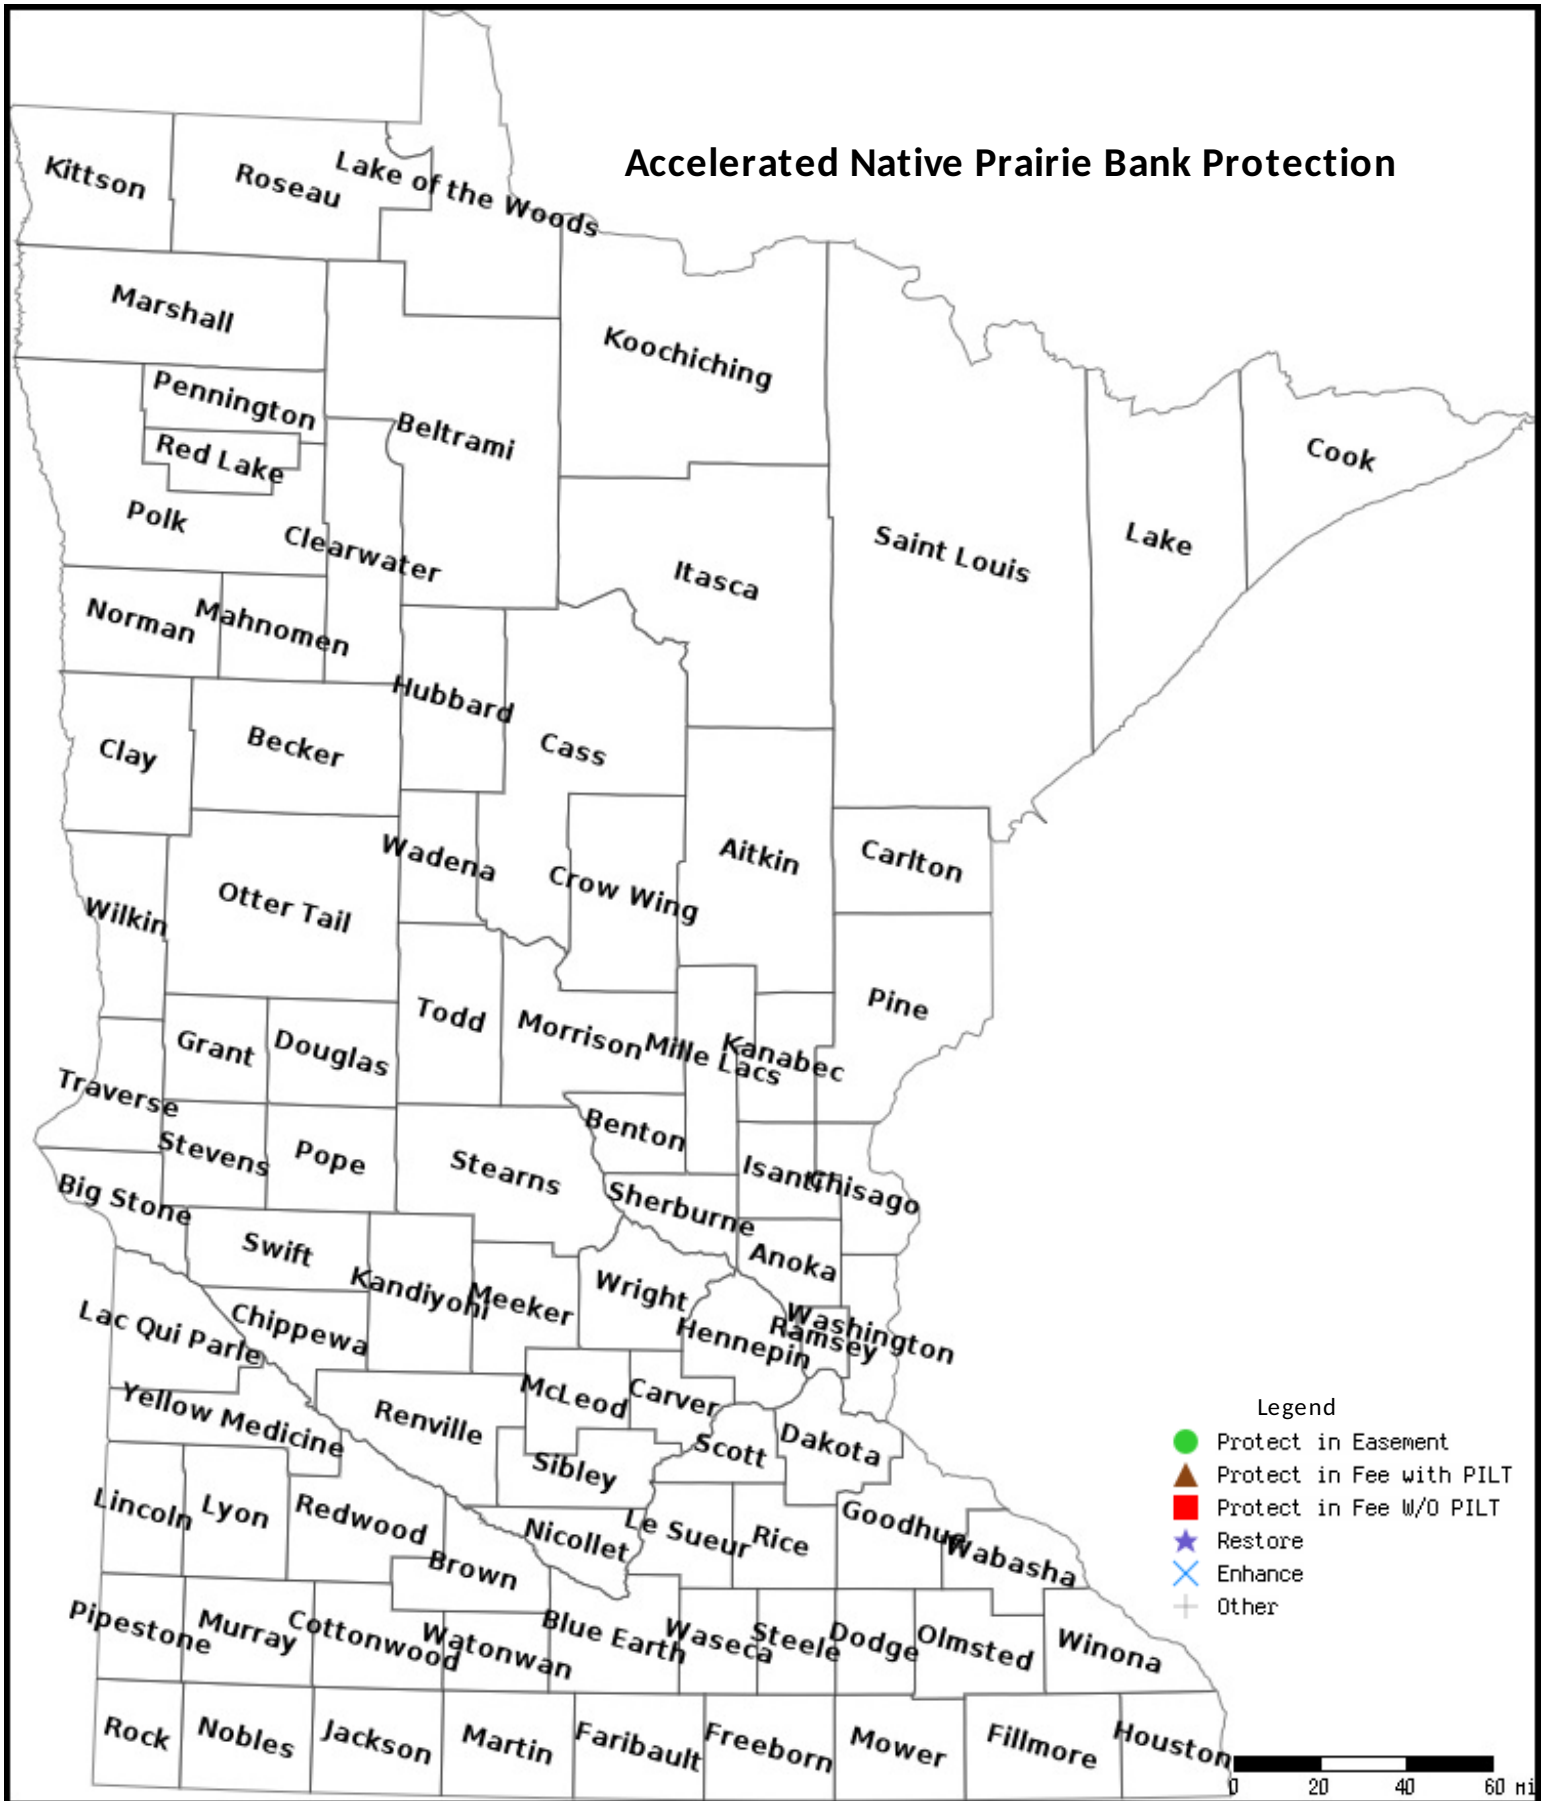 Accelerated Native Prairie Bank Protection
Kittson
Roseau
Lake of the Woods
Marshall
Koochiching
Pennington
Beltrami
Red Lake
Cook
Polk
Clearwater
Saint Louis
Lake
Itasca
Norman
Mahnomen
Hubbard
Clay
Becker
Cass
Wadena
Aitkin
Carlton
Otter Tail
Crow Wing
Wilkin
Pine
Todd
Morrison
Grant
Douglas
Mille Lacs
Kanabec
Traverse
Benton
Stevens
Pope
Stearns
Isanti
Chisago
Big Stone
Sherburne
Swift
Anoka
Kandiyohi
Meeker
Wright
Lac Qui Parle
Chippewa
Hennepin
Ramsey
Washington
McLeod
Carver
Yellow Medicine
Renville
Scott
Dakota
Sibley
Lincoln
Lyon
Redwood
Nicollet
Le Sueur
Rice
Goodhue
Wabasha
Brown
Pipestone
Murray
Cottonwood
Watonwan
Blue Earth
Waseca
Steele
Dodge
Olmsted
Winona
Rock
Nobles
Jackson
Martin
Faribault
Freeborn
Mower
Fillmore
Houston
Legend
Protect in Easement
Protect in Fee with PILT
Protect in Fee W/O PILT
Restore
Enhance
Other
0 20 40 60 mi